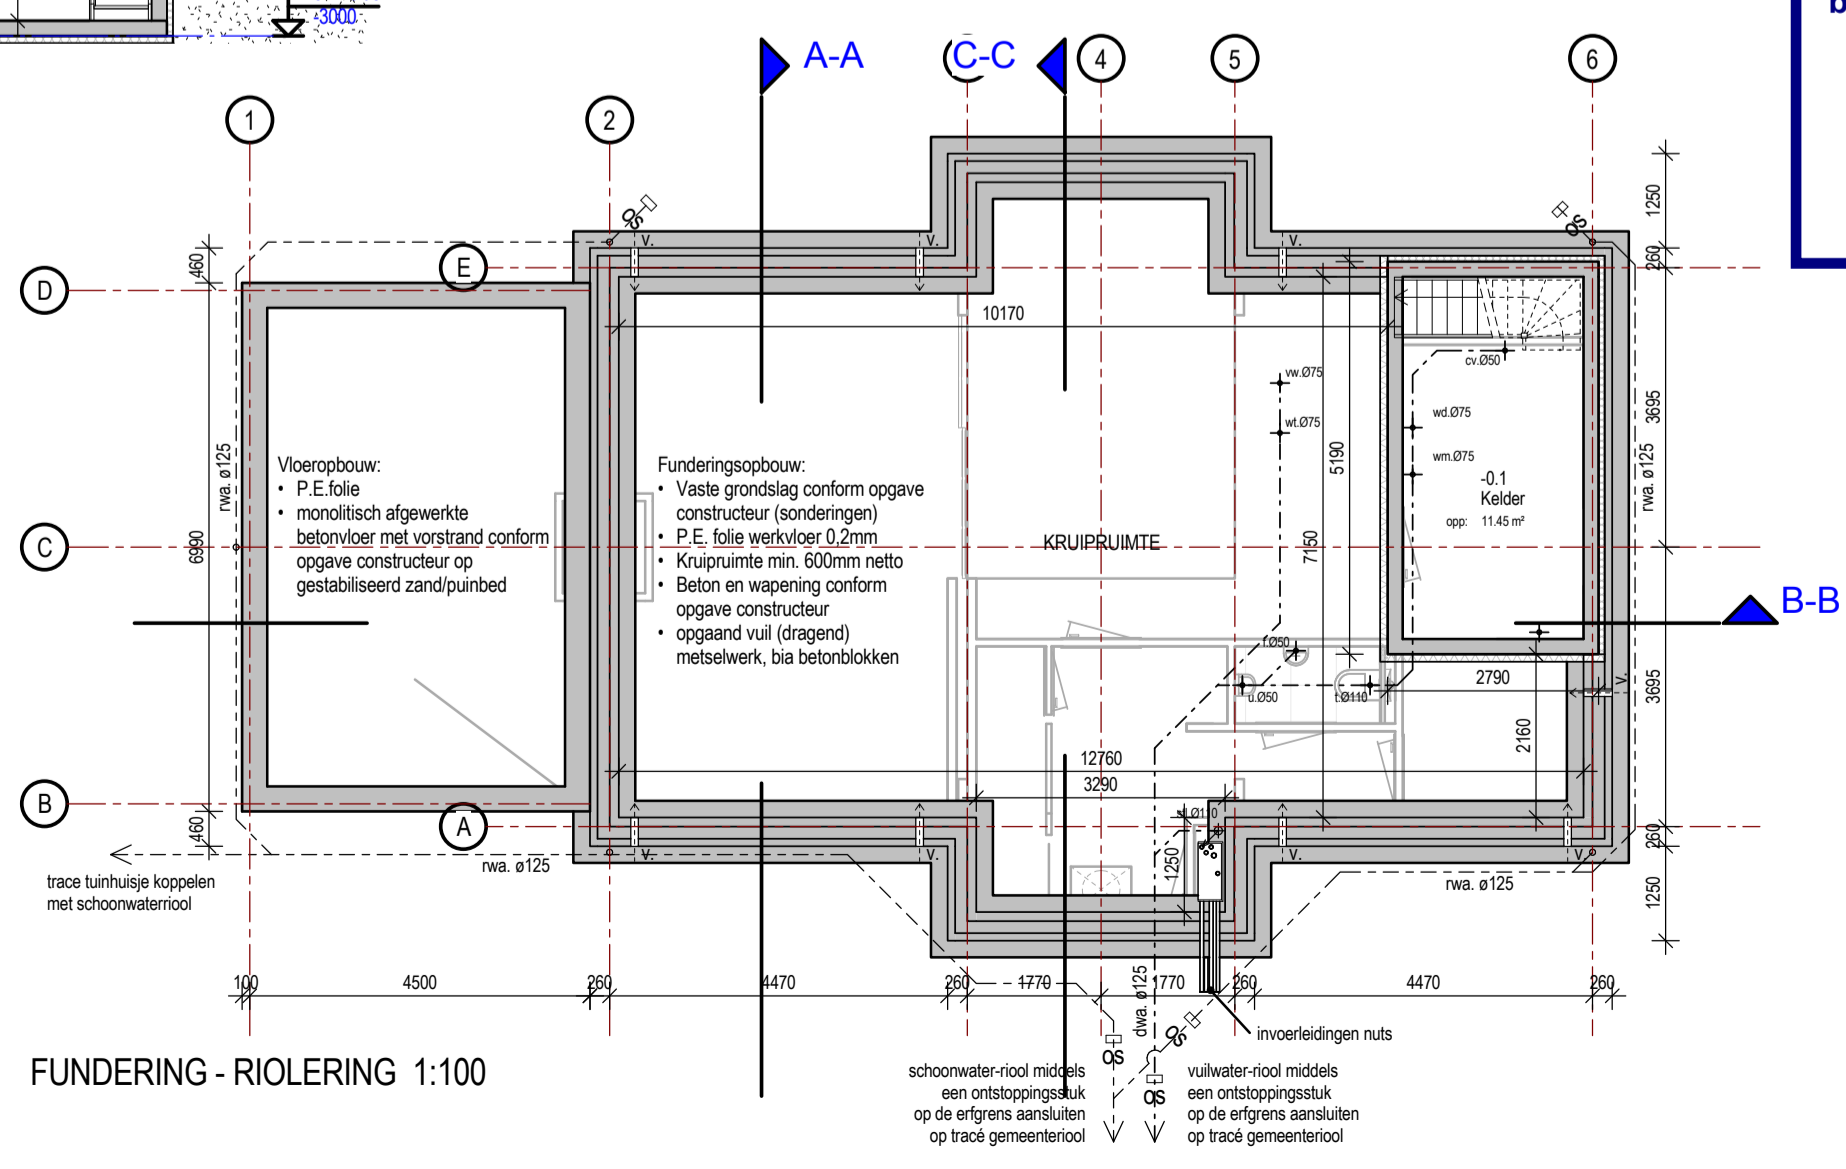 -3000
b
A-A
C-C
4
5
6
1
2
D
E
C
B
A
B-B
OS
OS
v.
v.
v.
1250
260
3695
3695
260
1250
rwa. ø125
460
6990
460
rwa. ø125
10170
5190
7150
cv.Ø50
vw.Ø75
wt.Ø75
wd.Ø75
wm.Ø75
-0.1
Kelder
opp: 11.45 m²
Vloeropbouw:
• P.E.folie
• monolitisch afgewerkte
betonvloer met vorstrand conform
opgave constructeur op
gestabiliseerd zand/puinbed
Funderingsopbouw:
• Vaste grondslag conform opgave
constructeur (sonderingen)
• P.E. folie werkvloer 0,2mm
• Kruipruimte min. 600mm netto
• Beton en wapening conform
opgave constructeur
• opgaand vuil (dragend)
metselwerk, bia betonblokken
KRUIPRUIMTE
f.Ø50
u.Ø50
t.Ø110
2790
v.
2160
12760
3290
Ø110
1250
v.
v.
v.
v.
rwa. ø125
rwa. ø125
trace tuinhuisje koppelen
met schoonwaterriool
100
4500
260
4470
260
1770
1770
260
4470
260
dwa. ø125
OS
OS
OS
invoerleidingen nuts
FUNDERING - RIOLERING 1:100
schoonwater-riool middels
een ontstoppingsstuk
op de erfgrens aansluiten
op tracé gemeenteriool
vuilwater-riool middels
een ontstoppingsstuk
op de erfgrens aansluiten
op tracé gemeenteriool